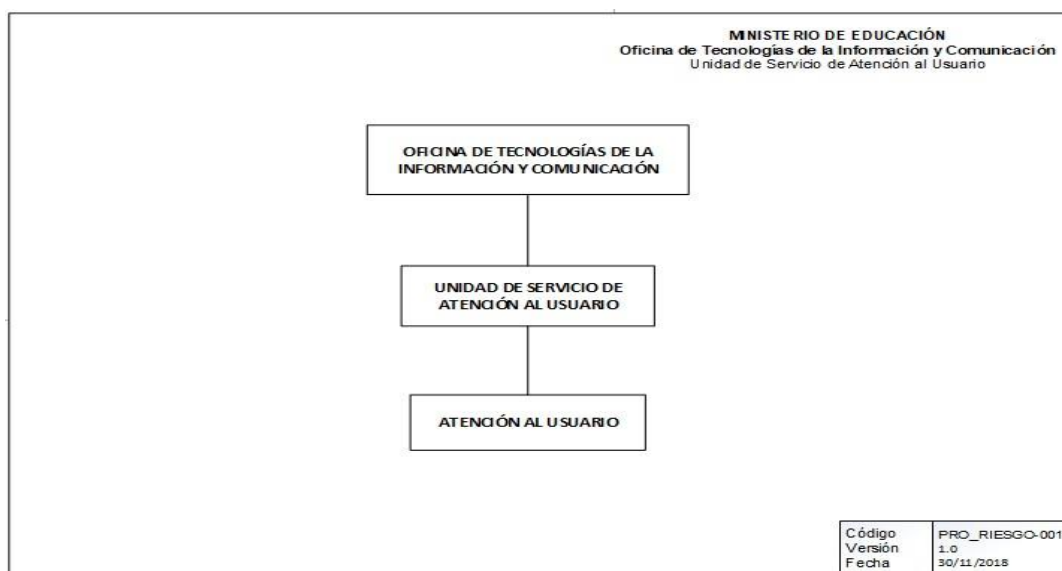 MINISTERIO DE EDUCACIÓN
Oficina de Tecnologías de la Información y Comunicación
Unidad de Servicio de Atención al Usuario
OFICINA DE TECNOLOGÍAS DE LA
INFORMACIÓN Y COMUNICACIÓN
UNIDAD DE SERVICIO DE
ATENCIÓN AL USUARIO
ATENCIÓN AL USUARIO
Código PRO_RIESGO-001
Versión 1.0
Fecha 30/11/2018